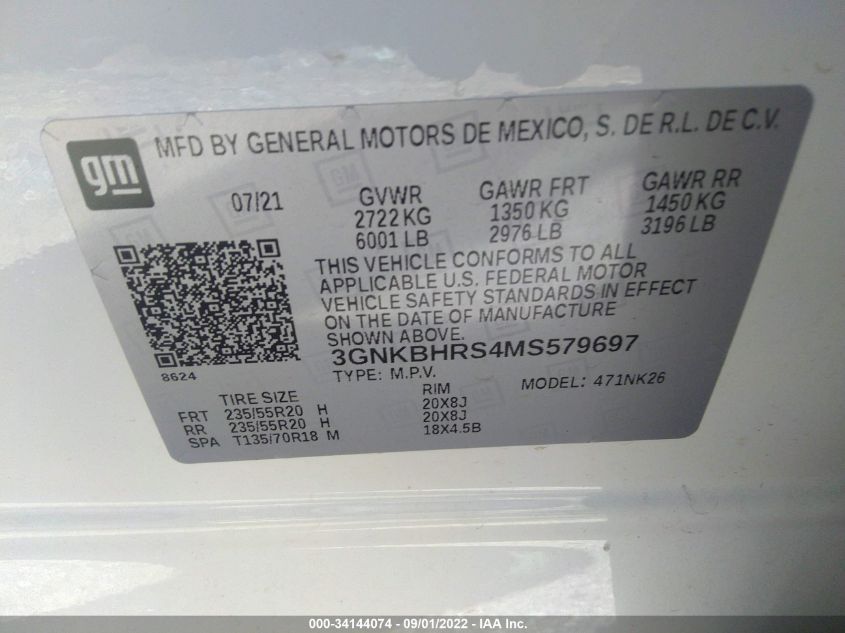 MFD BY GENERAL MOTORS DE MEXICO, S. DE R.L. DE C.V.
gm
07/21 GVWR GAWR FRT GAWR RR
2722 KG 1350 KG 1450 KG
6001 LB 2976 LB 3196 LB
THIS VEHICLE CONFORMS TO ALL
APPLICABLE U.S. FEDERAL MOTOR
VEHICLE SAFETY STANDARDS IN EFFECT
ON THE DATE OF MANUFACTURE
SHOWN ABOVE.
3GNKBHRS4MS579697
8624
TYPE: M.P.V. MODEL: 471NK26
TIRE SIZE RIM
FRT 235/55R20 H 20X8J
RR 235/55R20 H 20X8J
SPA T135/70R18 M 18X4.5B
000-34144074 - 09/01/2022 - IAA Inc.